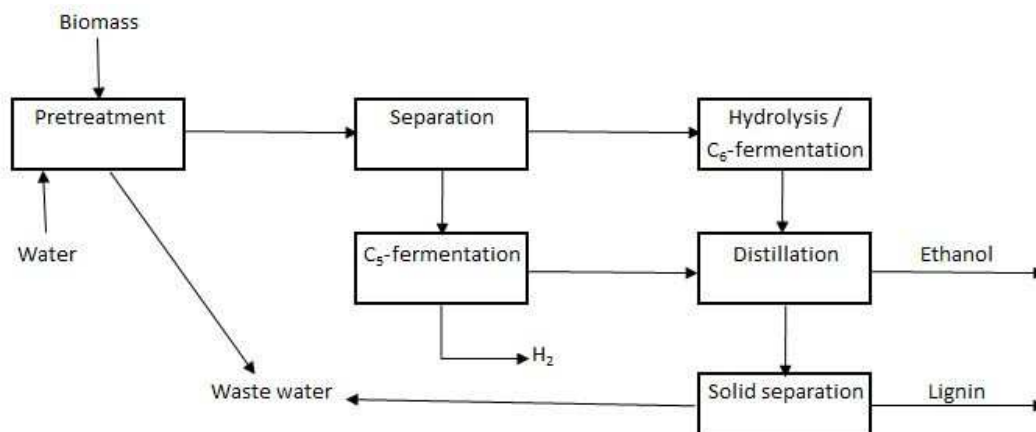 Biomass
Pretreatment
Separation
Hydrolysis /
C₆-fermentation
Water
C₅-fermentation
Distillation
Ethanol
H₂
Waste water
Solid separation
Lignin